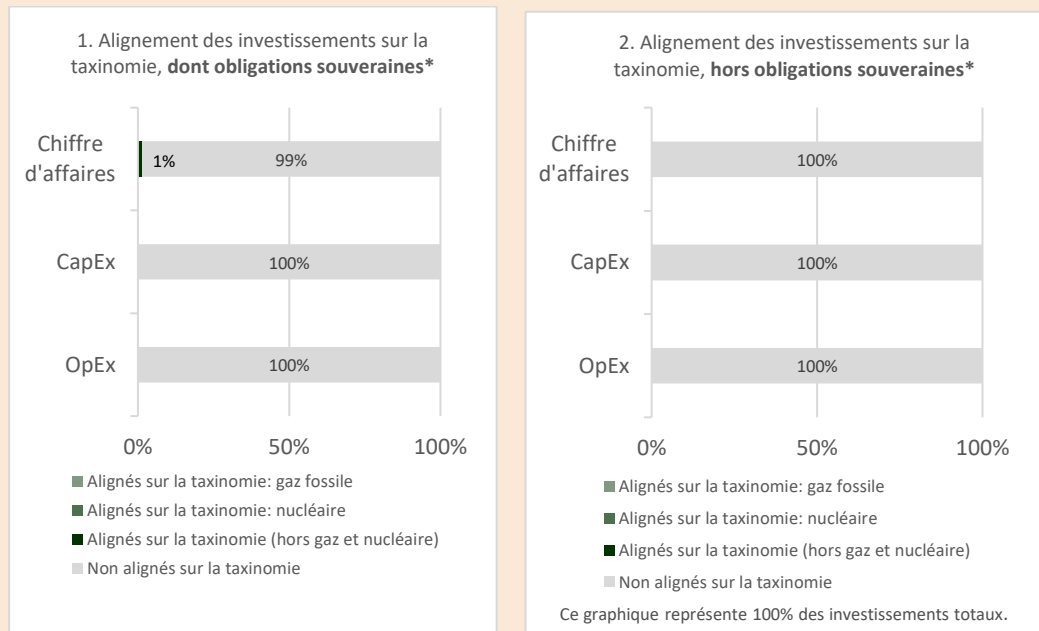 1. Alignement des investissements sur la
taxinomie, dont obligations souveraines*
Chiffre
d'affaires
1%
99%
CapEx
100%
OpEx
100%
0%
50%
100%
Alignés sur la taxinomie: gaz fossile
Alignés sur la taxinomie: nucléaire
Alignés sur la taxinomie (hors gaz et nucléaire)
Non alignés sur la taxinomie
2. Alignement des investissements sur la
taxinomie, hors obligations souveraines*
Chiffre
d'affaires
100%
CapEx
100%
OpEx
100%
0%
50%
100%
Alignés sur la taxinomie: gaz fossile
Alignés sur la taxinomie: nucléaire
Alignés sur la taxinomie (hors gaz et nucléaire)
Non alignés sur la taxinomie
Ce graphique représente 100% des investissements totaux.